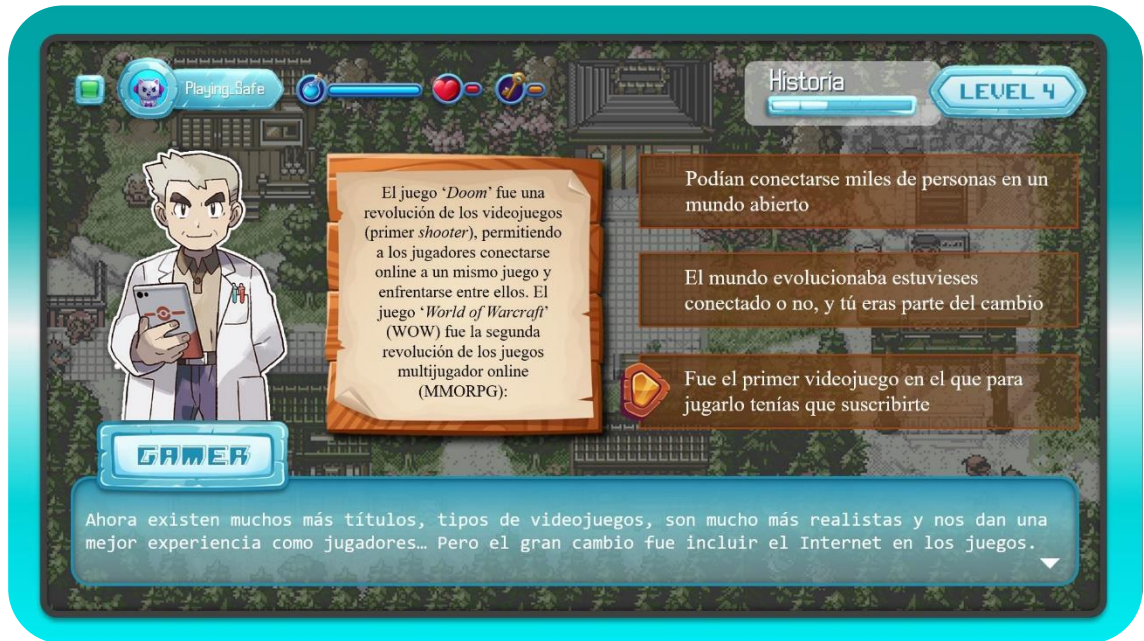 Playing_Safe
Historia
LEVEL 4
El juego ‘Doom’ fue una
revolución de los videojuegos
(primer shooter), permitiendo
a los jugadores conectarse
online a un mismo juego y
enfrentarse entre ellos. El
juego ‘World of Warcraft’
(WOW) fue la segunda
revolución de los juegos
multijugador online
(MMORPG):
Podían conectarse miles de personas en un
mundo abierto
El mundo evolucionaba estuvieses
conectado o no, y tú eras parte del cambio
Fue el primer videojuego en el que para
jugarlo tenías que suscribirte
GAMER
Ahora existen muchos más títulos, tipos de videojuegos, son mucho más realistas y nos dan una
mejor experiencia como jugadores… Pero el gran cambio fue incluir el Internet en los juegos.